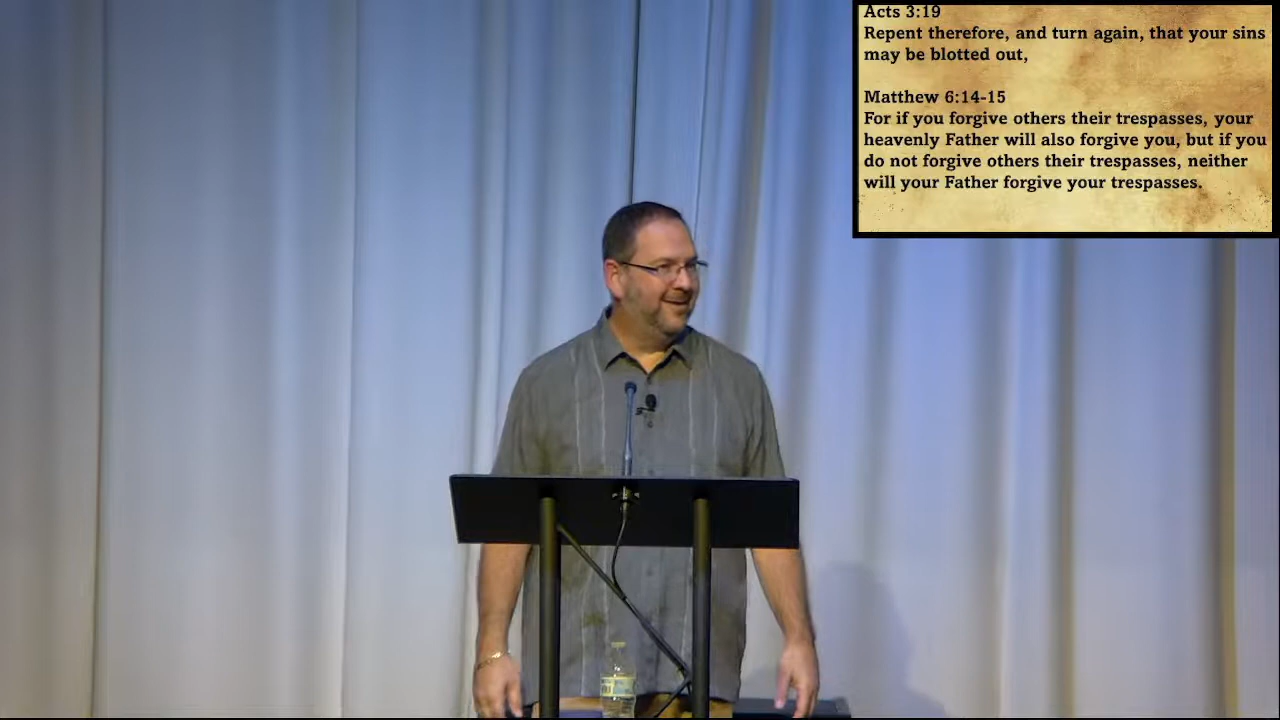 Acts 3:19
Repent therefore, and turn again, that your sins
may be blotted out,
Matthew 6:14-15
For if you forgive others their trespasses, your
heavenly Father will also forgive you, but if you
do not forgive others their trespasses, neither
will your Father forgive your trespasses.